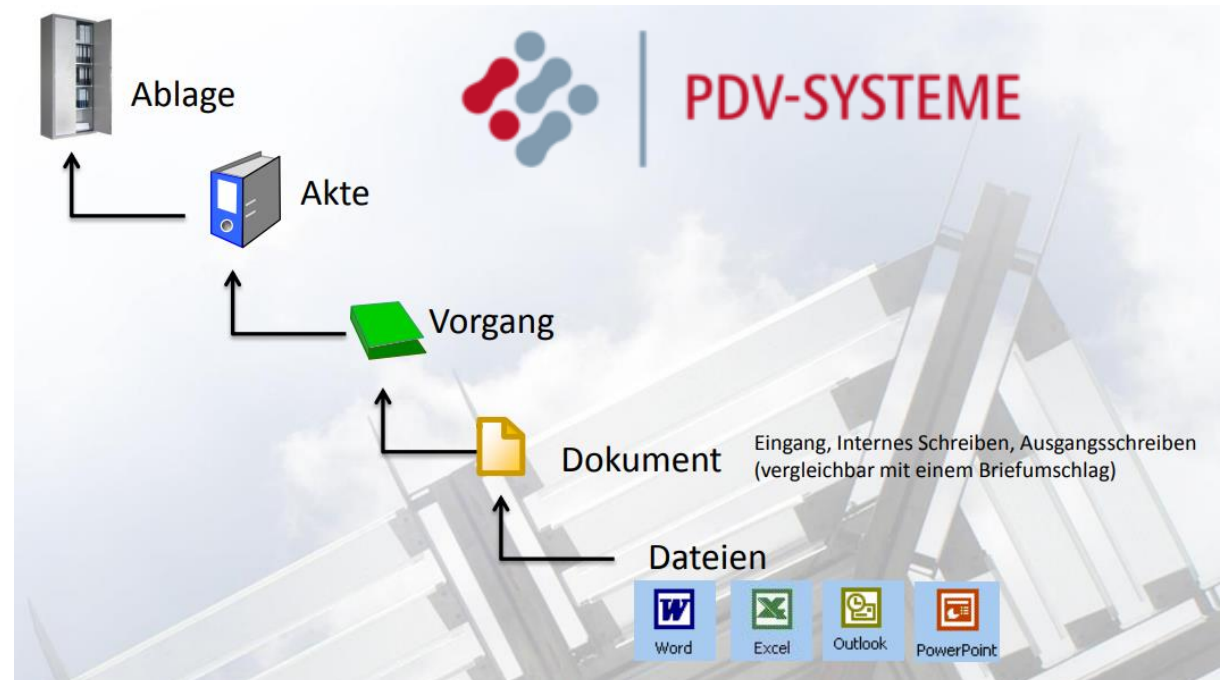 PDV-SYSTEME
Ablage
Akte
Vorgang
Dokument
Eingang, Internes Schreiben, Ausgangsschreiben
(vergleichbar mit einem Briefumschlag)
Dateien
W
Word
Excel
Outlook
PowerPoint